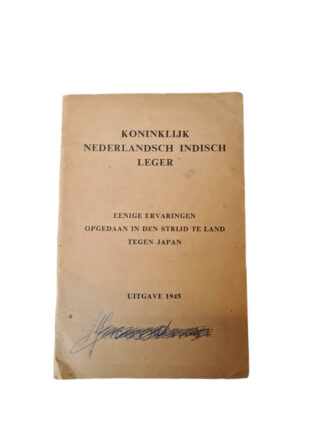 KONINKLIJK
NEDERLANDSCH INDISCH
LEGER
EENIGE ERVARINGEN
OPGEDAAN IN DEN STRIJD TE LAND
TEGEN JAPAN
UITGAVE 1945